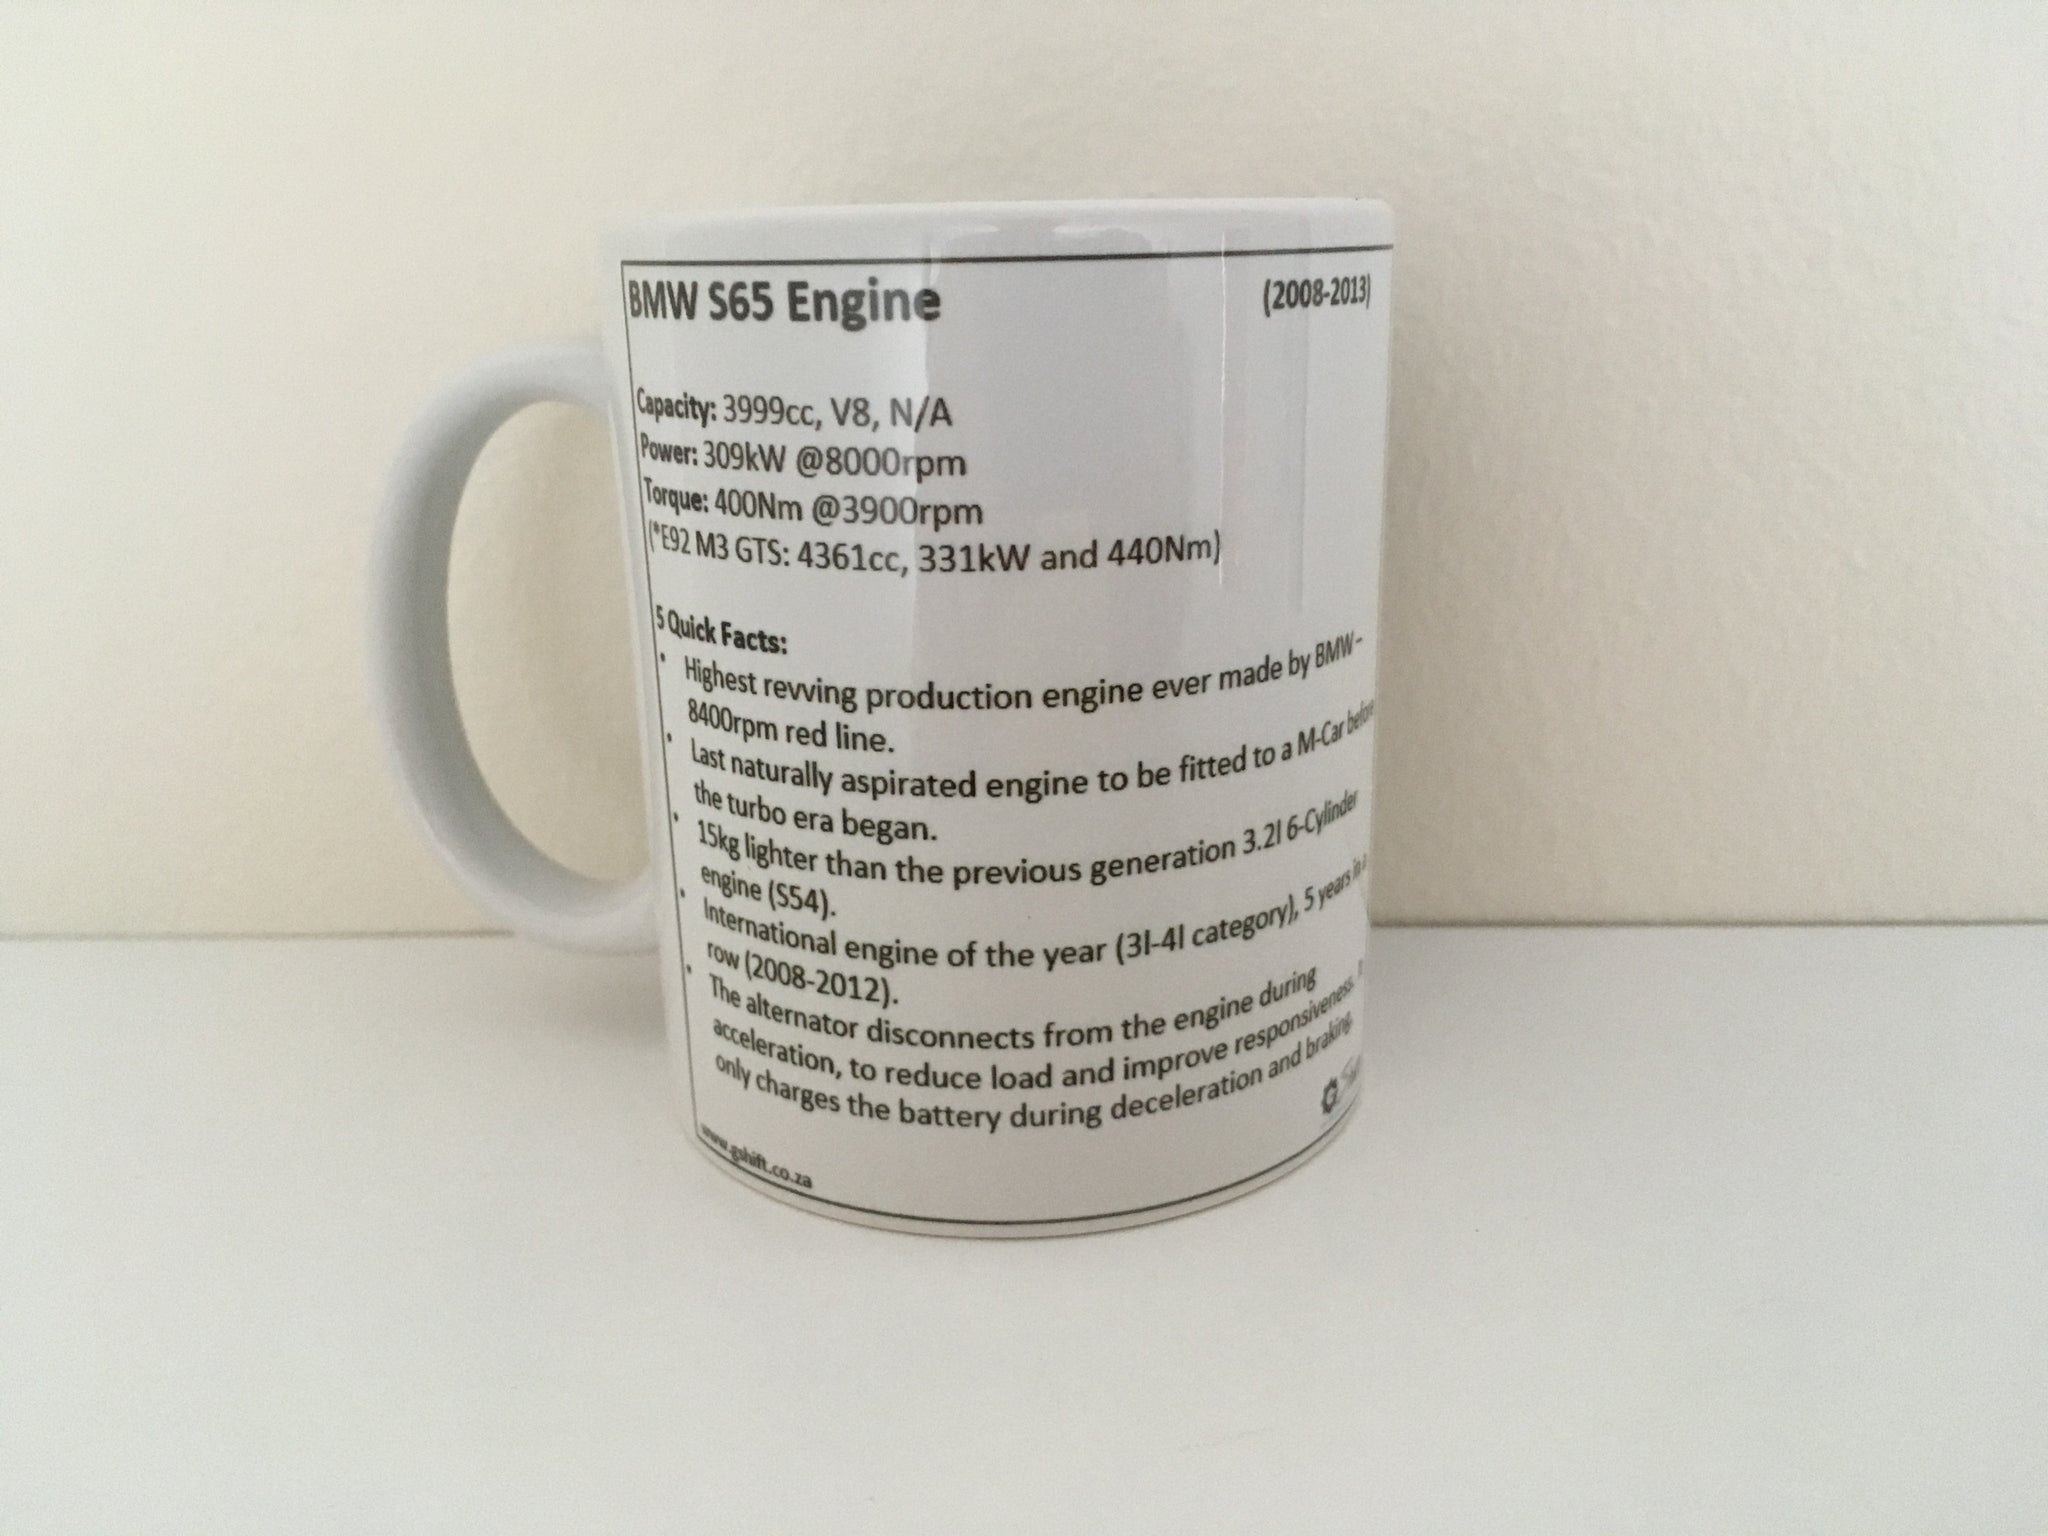 BMW S65 Engine (2008-2013)
Capacity: 3999cc, V8, N/A
Power: 309kW @8000rpm
Torque: 400Nm @3900rpm
(*E92 M3 GTS: 4361cc, 331kW and 440Nm)
5 Quick Facts:
• Highest revving production engine ever made by BMW-
8400rpm red line.
• Last naturally aspirated engine to be fitted to a M-Car before
the turbo era began.
• 15kg lighter than the previous generation 3.2l 6-Cylinder
engine (S54).
• International engine of the year (3l-4l category), 5 years in a
row (2008-2012).
• The alternator disconnects from the engine during
acceleration, to reduce load and improve responsiveness.
only charges the battery during deceleration and braking.
www.gshift.co.za